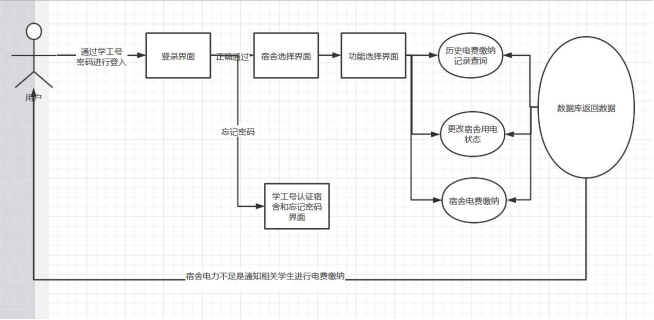 用户
通过学工号
密码进行登入
登录界面
正确通过
宿舍选择界面
功能选择界面
历史电费缴纳
记录查询
更改宿舍用电
状态
宿舍电费缴纳
数据库返回数据
忘记密码
学工号认证宿
舍和忘记密码
界面
宿舍电力不足是通知相关学生进行电费缴纳